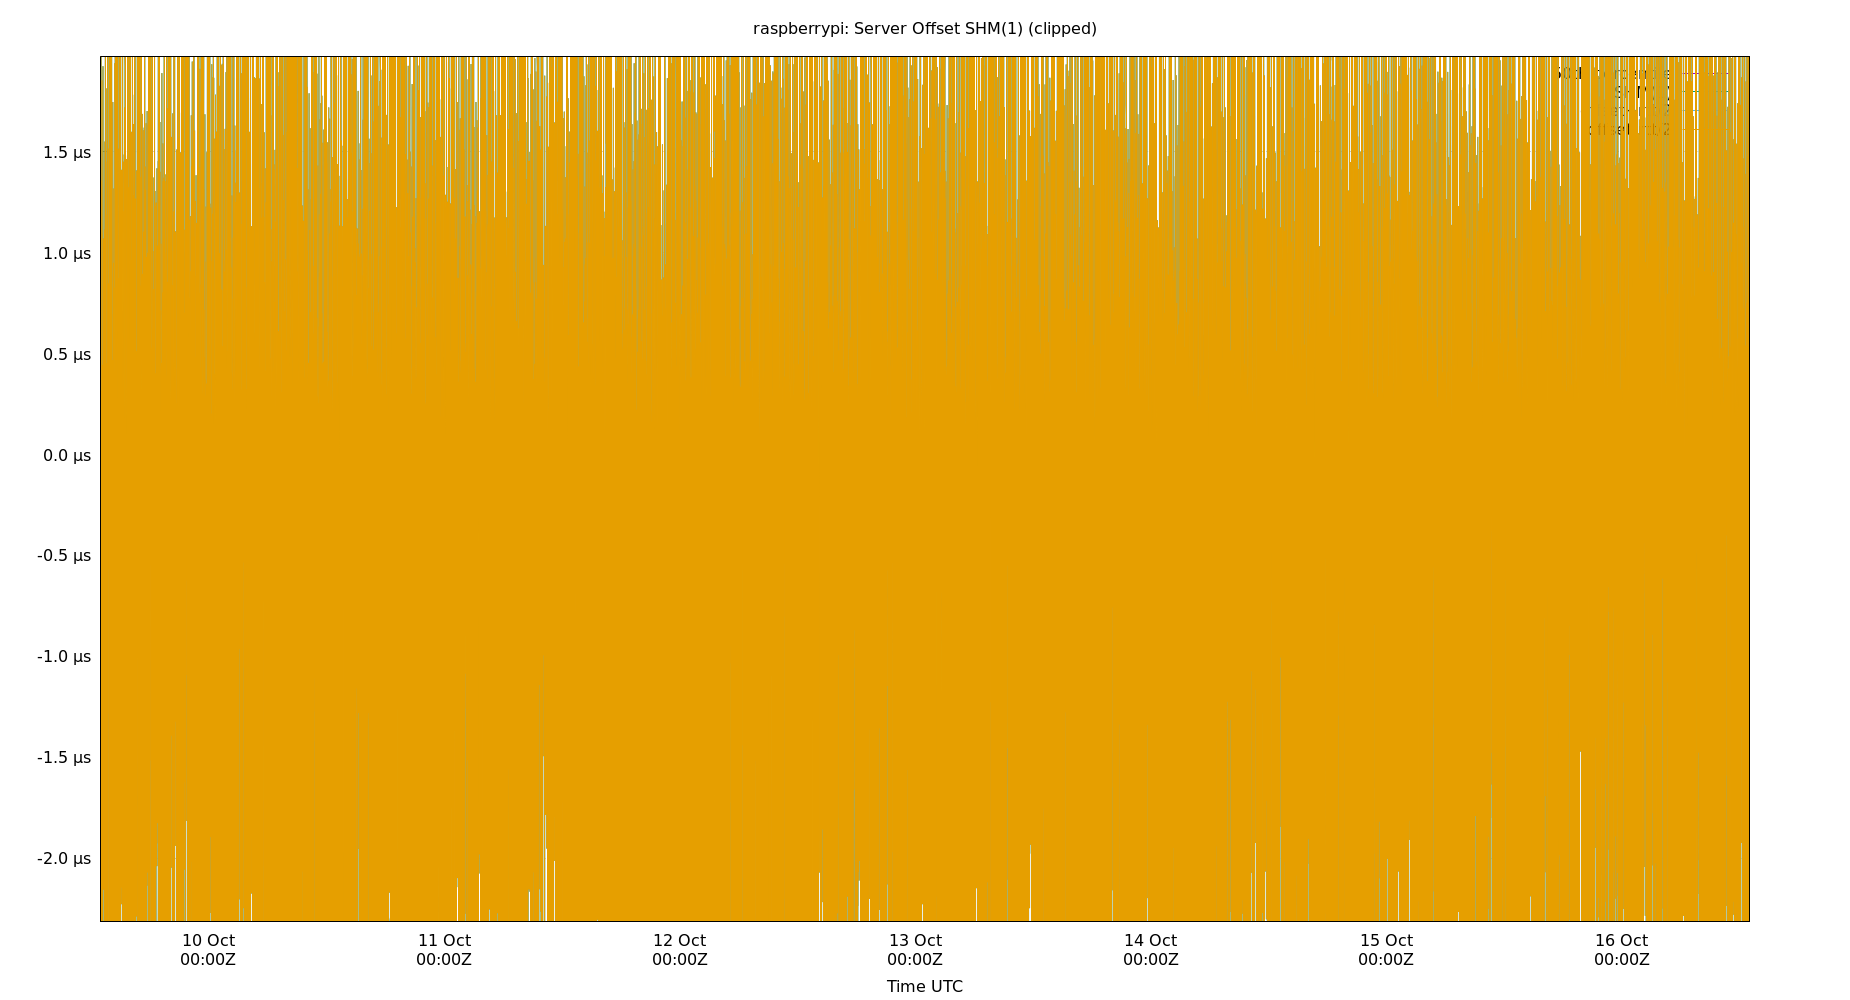 raspberrypi: Server Offset SHM(1) (clipped)
1.5 µs
1.0 µs
0.5 µs
0.0 µs
-0.5 µs
-1.0 µs
-1.5 µs
-2.0 µs
10 Oct 11 Oct 12 Oct 13 Oct 14 Oct 15 Oct 16 Oct
00:00Z 00:00Z 00:00Z 00:00Z 00:00Z 00:00Z 00:00Z
Time UTC